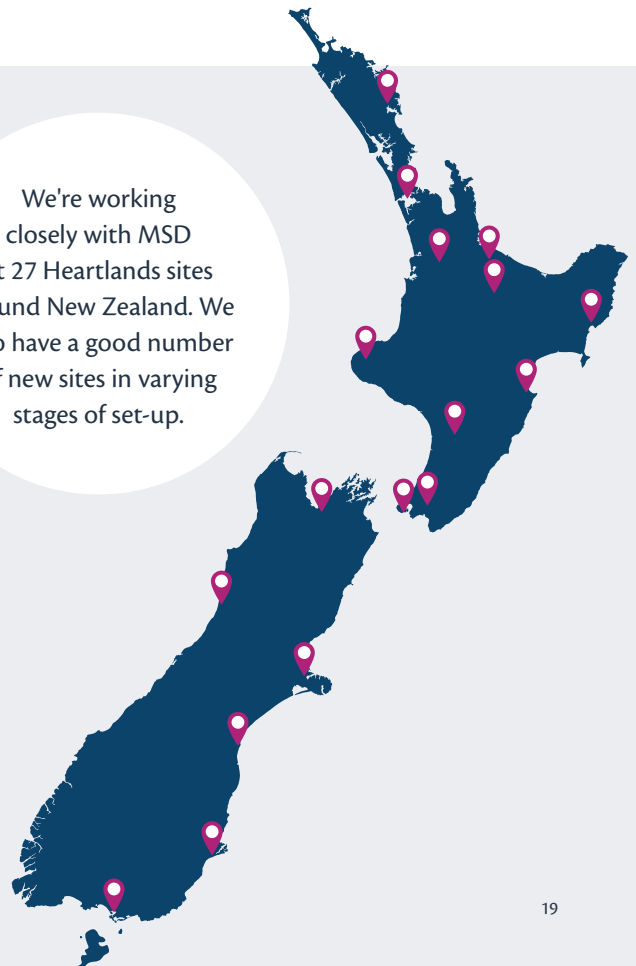 We're working
closely with MSD
t 27 Heartlands sites
und New Zealand. We
o have a good number
f new sites in varying
stages of set-up.
19